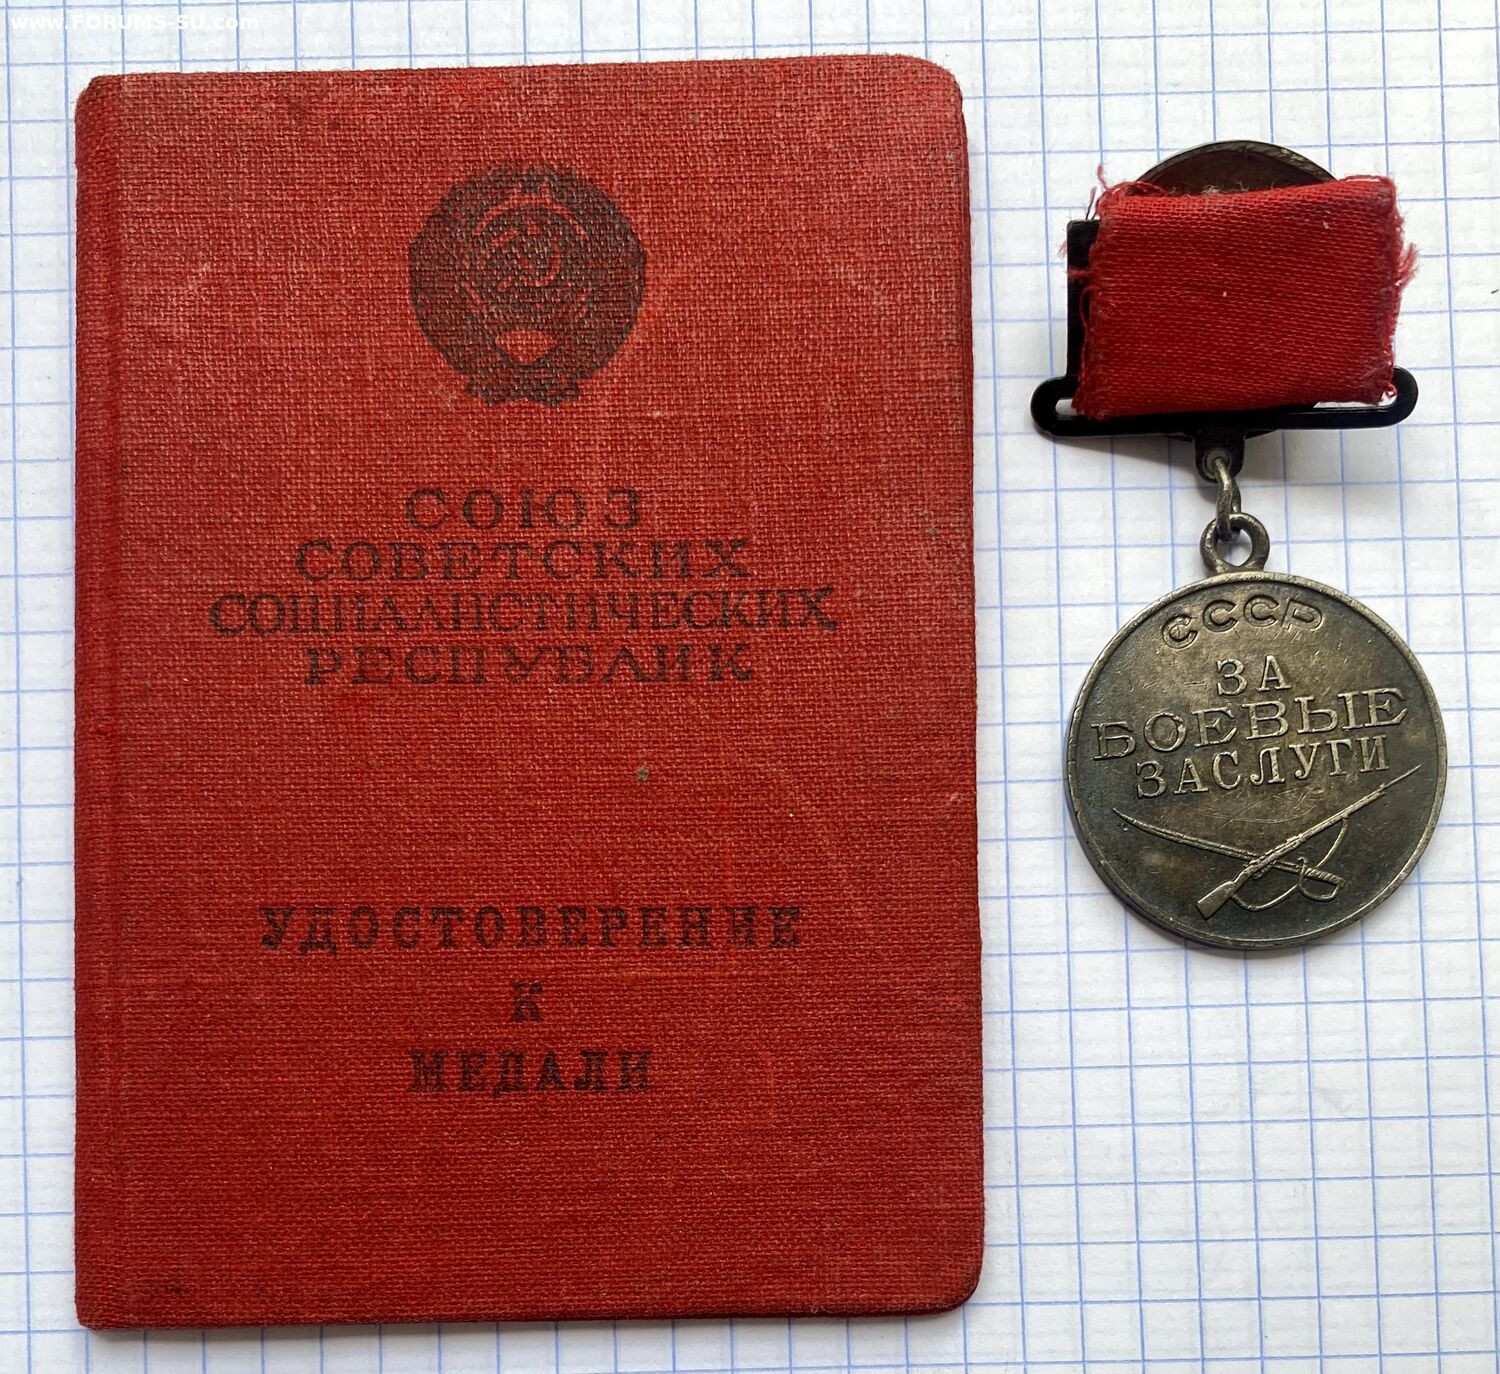 www.FORUMS-SU.com
СОЮЗ
СОВЕТСКИХ
СОЦИАЛИСТИЧЕСКИХ
РЕСПУБЛИК
УДОСТОВЕРЕНИЕ
К
МЕДАЛИ
СССР
ЗА
БОЕВЫЕ
ЗАСЛУГИ